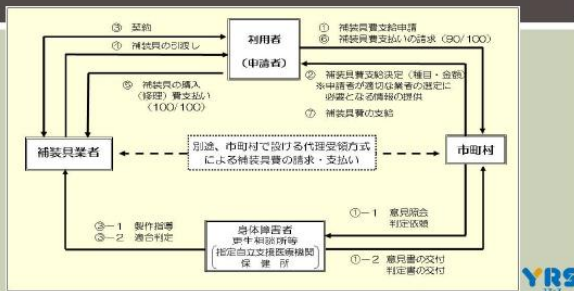 ③ 契約
④ 補装具の引渡し
⑤ 補装具の購入
（修理）費支払い
（100/100）
利用者
（申請者）
① 補装具費支給申請
⑥ 補装具費支払いの請求（90/100）
② 補装具費支給決定（種目・金額）
※申請者が適切な業者の選定に
必要となる情報の提供
⑦ 補装具費の支給
補装具業者
別途、市町村で設ける代理受領方式
による補装具費の請求・支払い
市町村
③－1 製作指導
③－2 適合判定
身体障害者
更生相談所等
指定自立支援医療機関
保健所
①－1 意見照会
判定依頼
①－2 意見書の交付
判定書の交付
YRS